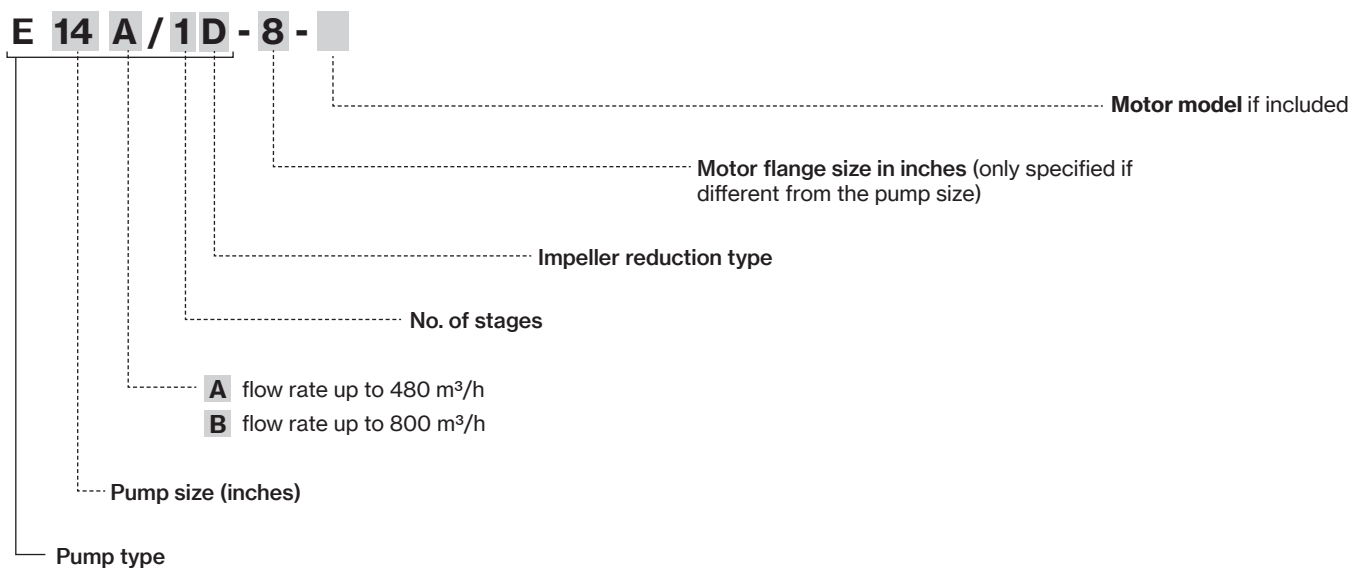 E 14 A / 1 D - 8 -
Motor model if included
Motor flange size in inches (only specified if
different from the pump size)
Impeller reduction type
No. of stages
A flow rate up to 480 m³/h
B flow rate up to 800 m³/h
Pump size (inches)
Pump type